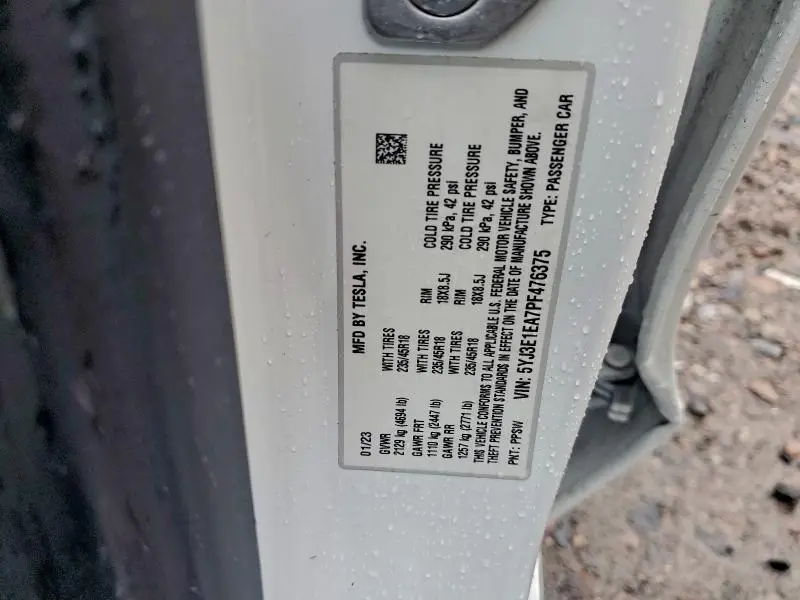 MFD BY TESLA, INC.
01/23
GVWR
2129 kg (4694 lb)
WITH TIRES
235/45R18
RIM
18X8.5J
COLD TIRE PRESSURE
290 kPa, 42 psi
GAWR FRT
1110 kg (2447 lb)
WITH TIRES
235/45R18
RIM
18X8.5J
COLD TIRE PRESSURE
290 kPa, 42 psi
GAWR RR
1257 kg (2771 lb)
WITH TIRES
235/45R18
THIS VEHICLE CONFORMS TO ALL APPLICABLE U.S. FEDERAL MOTOR VEHICLE SAFETY, BUMPER, AND
THEFT PREVENTION STANDARDS IN EFFECT ON THE DATE OF MANUFACTURE SHOWN ABOVE.
VIN: 5YJ3E1EA7PF476375
TYPE: PASSENGER CAR
PNT: PPSW